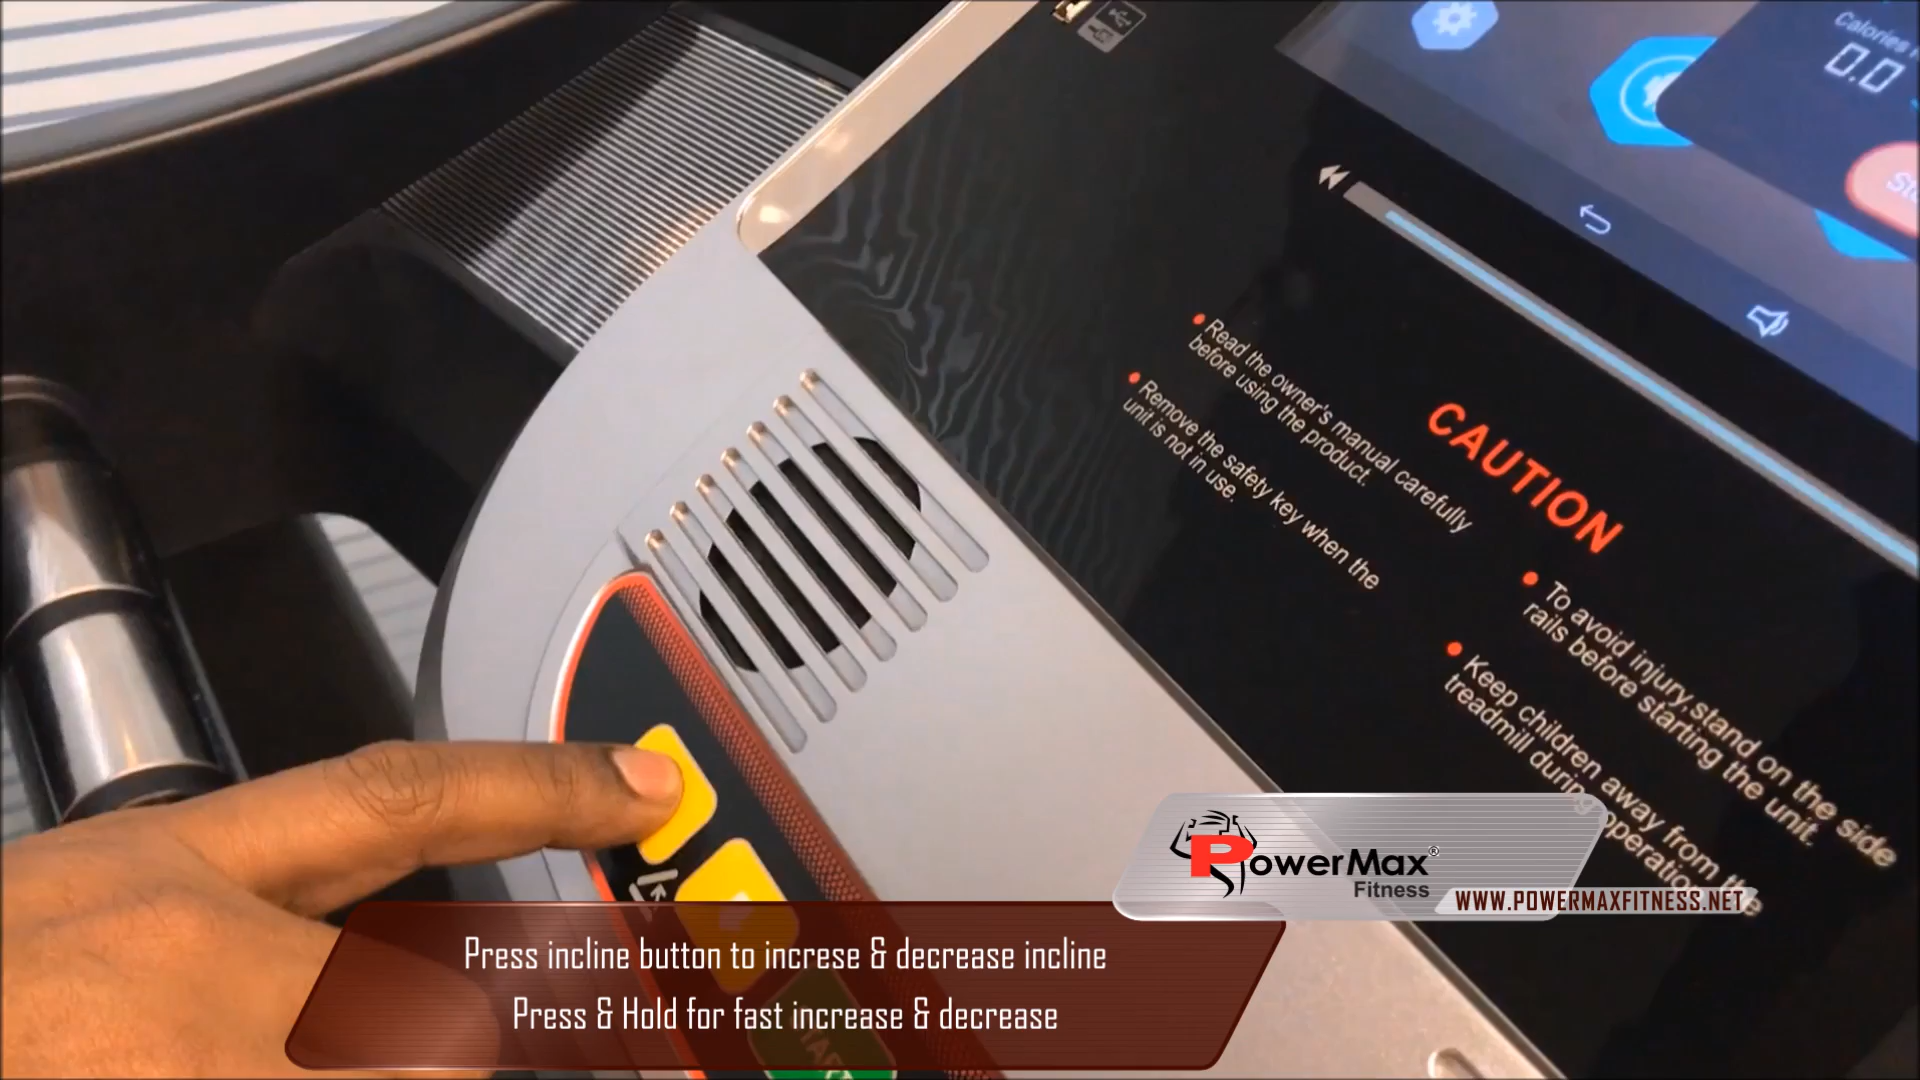 Calories
0.0
CAUTION
Read the owner's manual carefully
before using the product.
Remove the safety key when the
unit is not in use.
To avoid injury,stand on the side
rails before starting the unit.
Keep children away from the
treadmill during operation
PowerMax®
Fitness
WWW.POWERMAXFITNESS.NET
Press incline button to increse & decrease incline
Press & Hold for fast increase & decrease